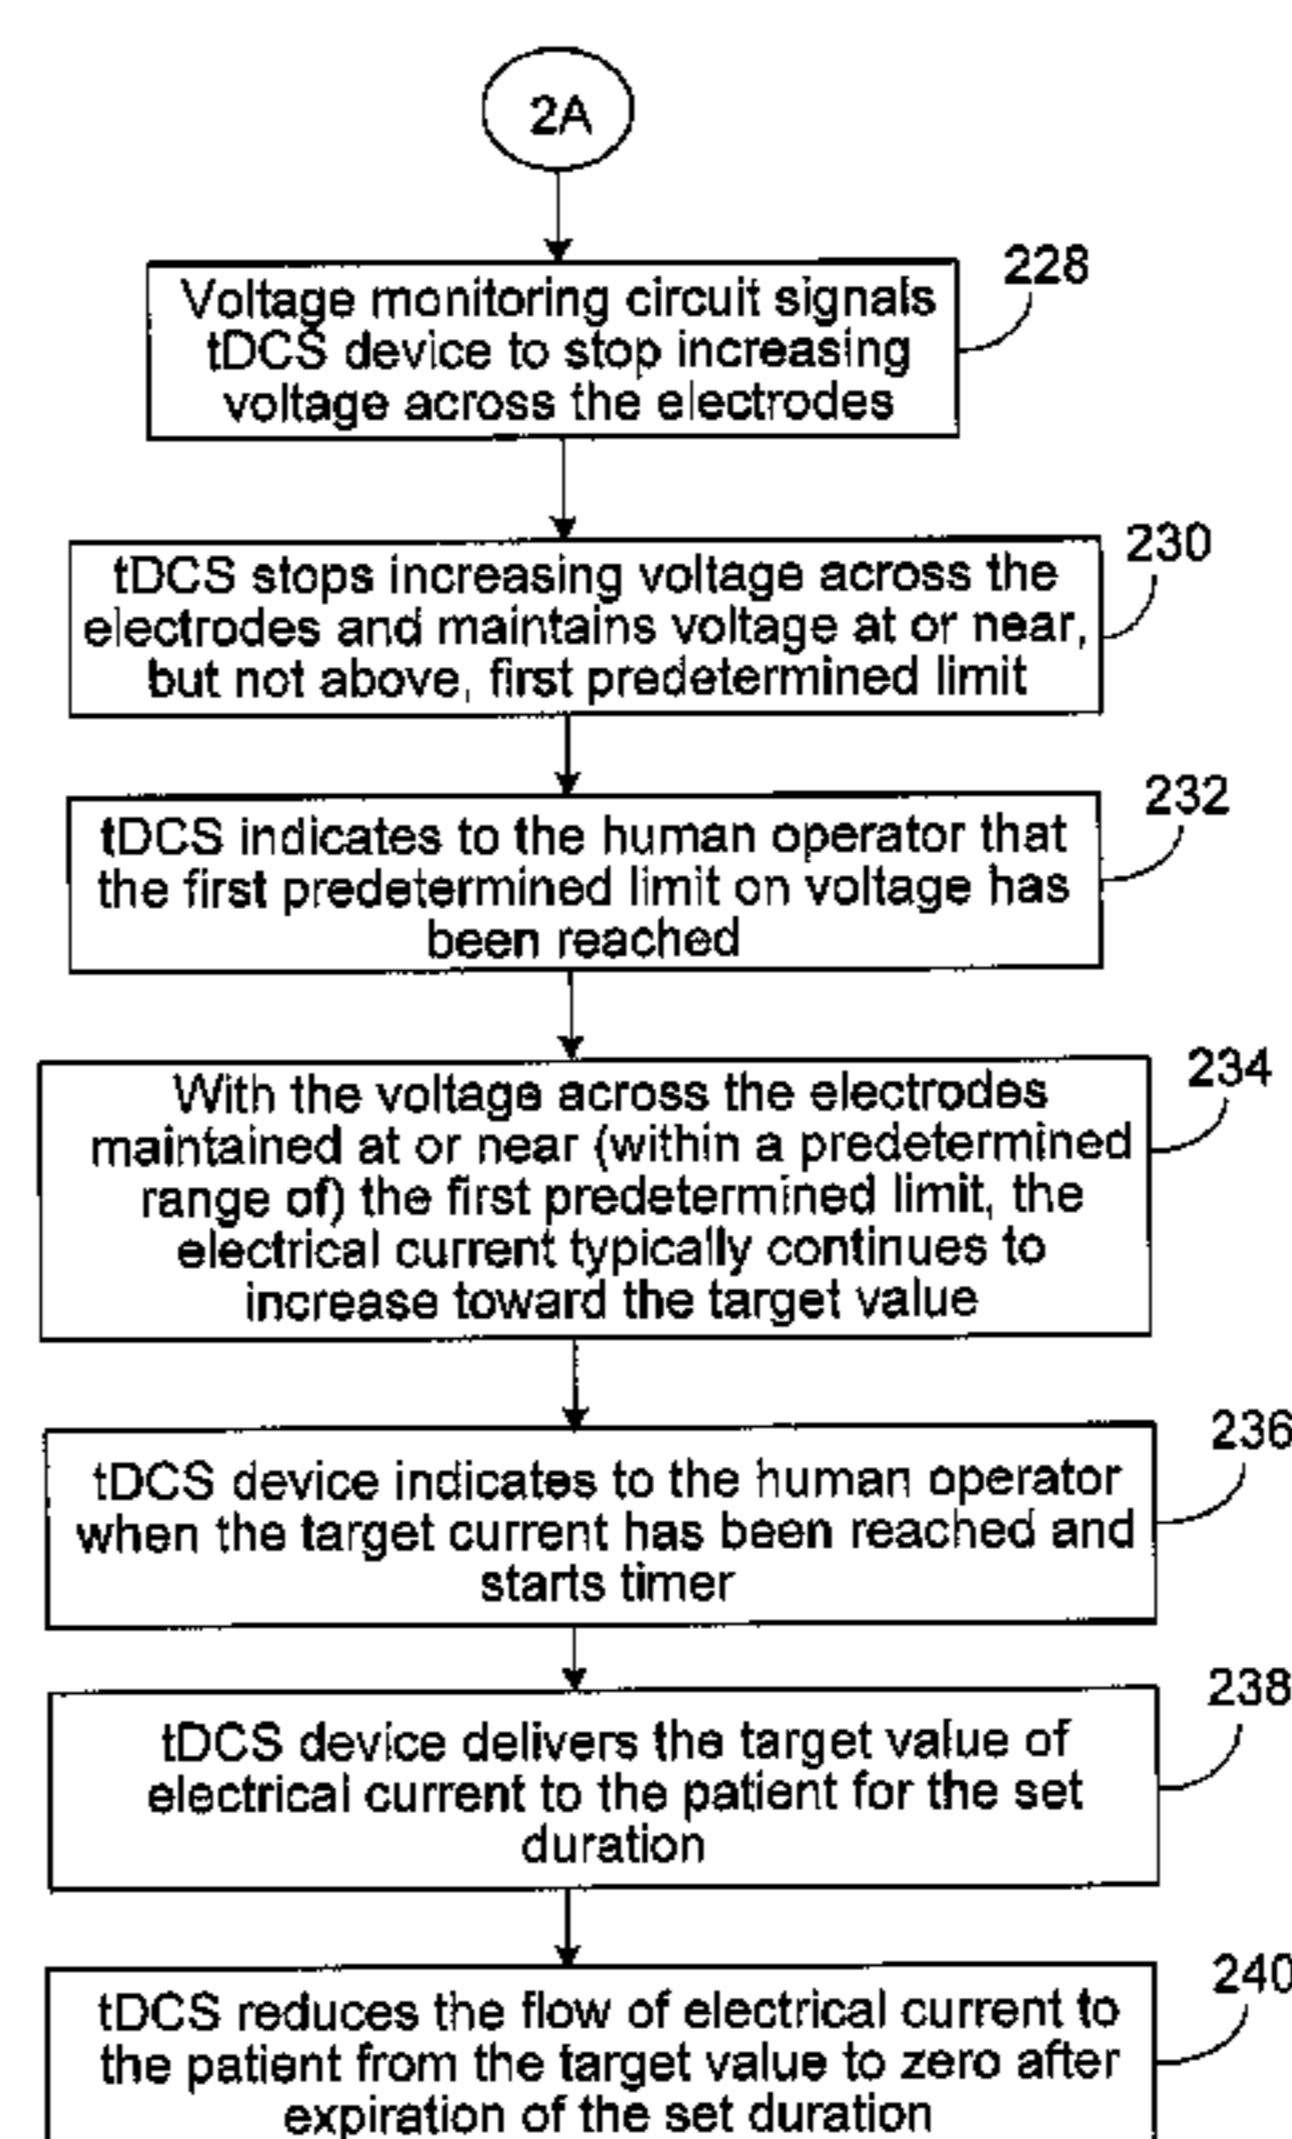 2A
Voltage monitoring circuit signals
tDCS device to stop increasing
voltage across the electrodes
228
tDCS stops increasing voltage across the
electrodes and maintains voltage at or near,
but not above, first predetermined limit
230
tDCS indicates to the human operator that
the first predetermined limit on voltage has
been reached
232
With the voltage across the electrodes
maintained at or near (within a predetermined
range of) the first predetermined limit, the
electrical current typically continues to
increase toward the target value
234
tDCS device indicates to the human operator
when the target current has been reached and
starts timer
236
tDCS device delivers the target value of
electrical current to the patient for the set
duration
238
tDCS reduces the flow of electrical current to
the patient from the target value to zero after
expiration of the set duration
240